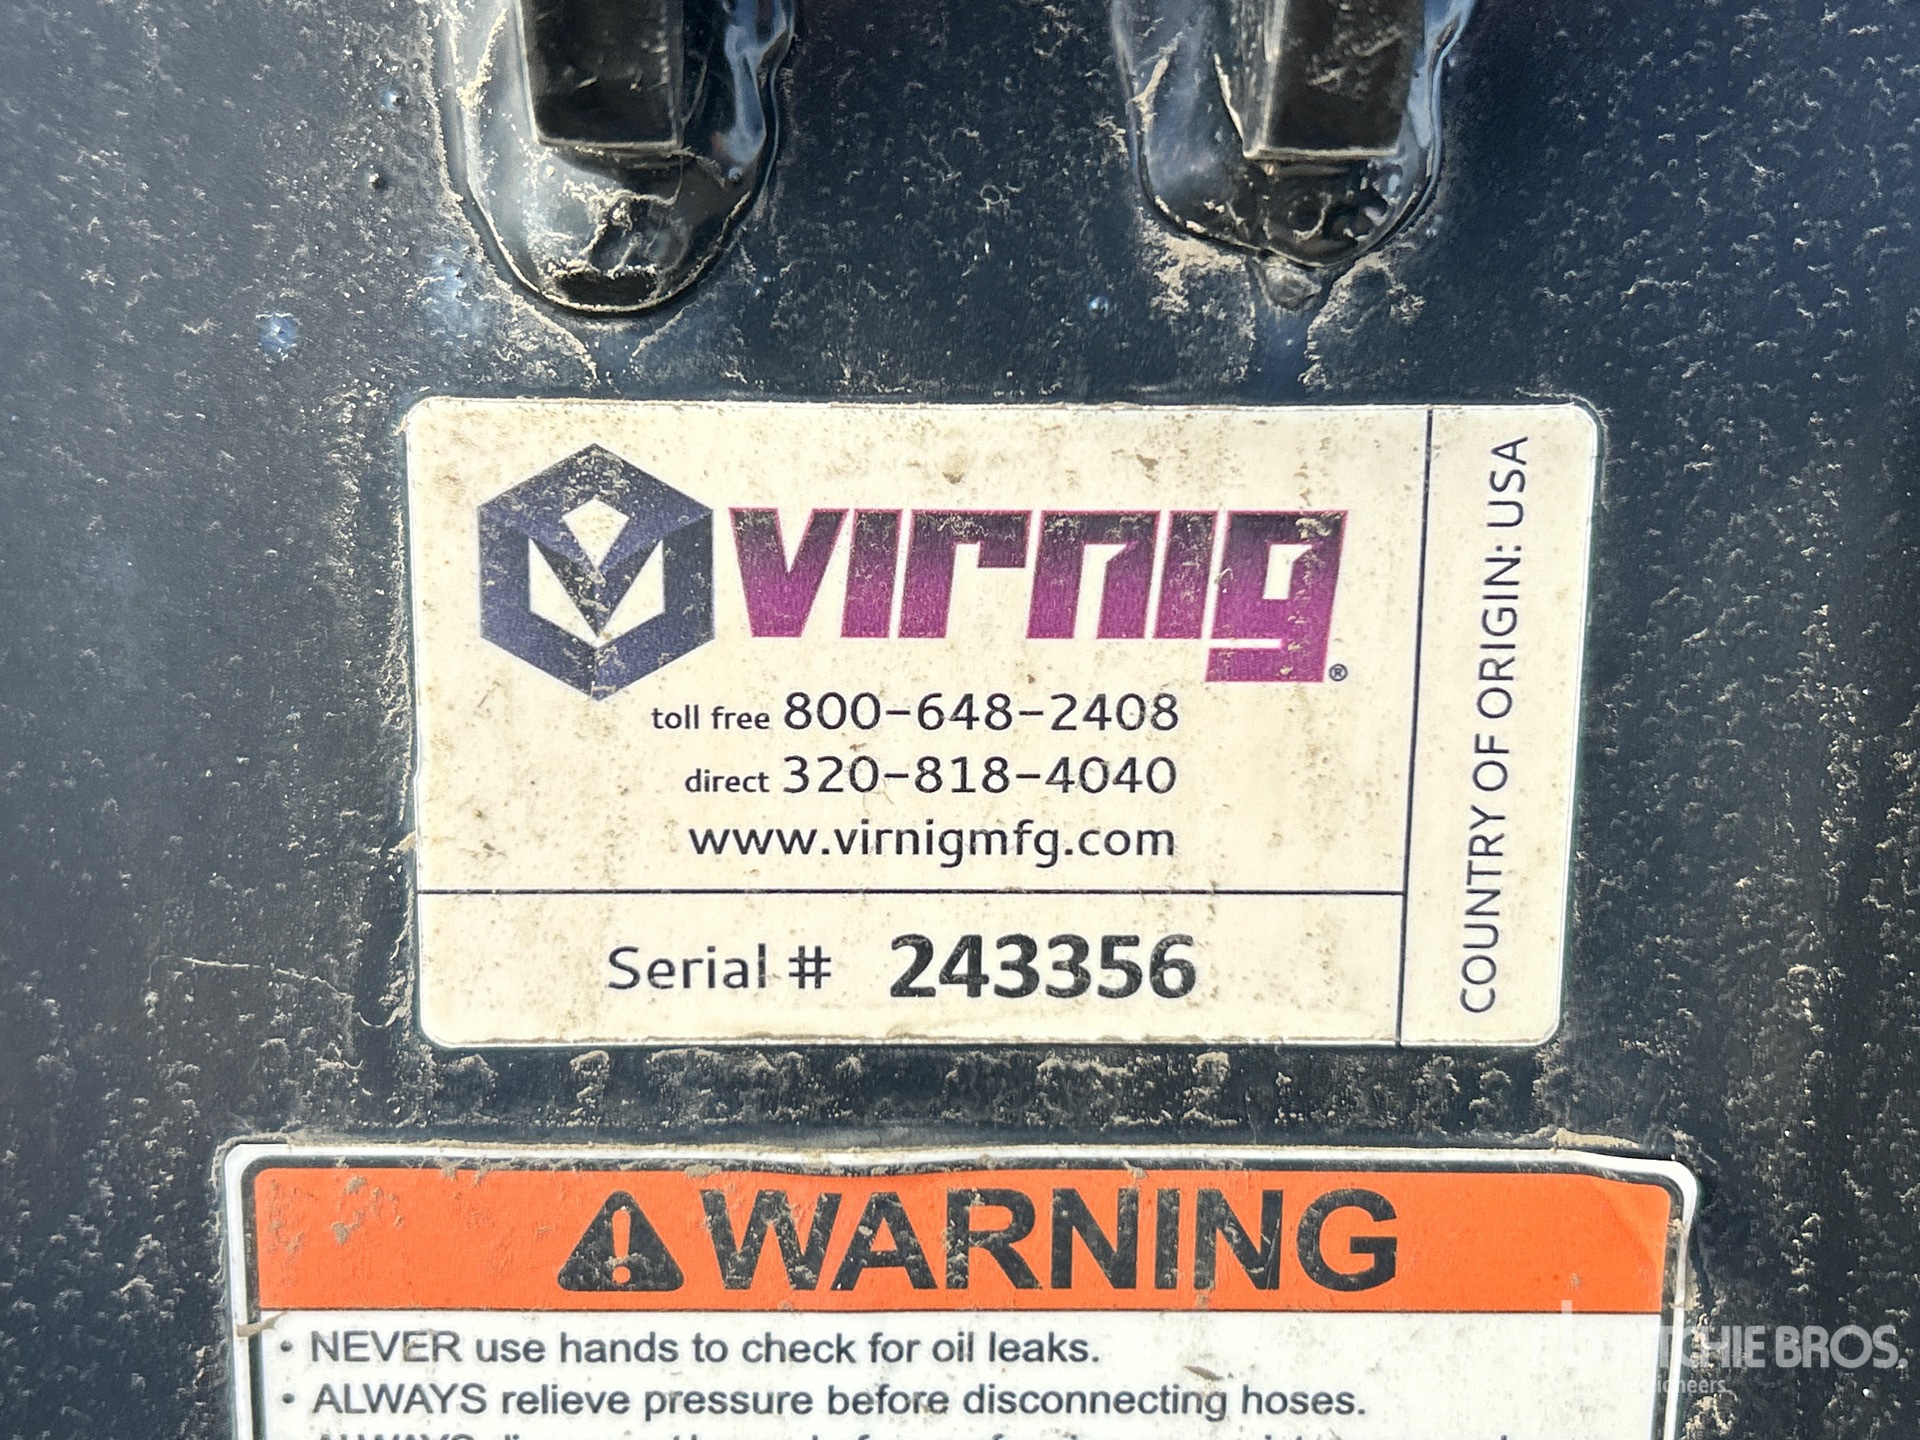 virnig®
toll free 800-648-2408
direct 320-818-4040
www.virnigmfg.com
Serial # 243356
COUNTRY OF ORIGIN: USA
WARNING
• NEVER use hands to check for oil leaks.
• ALWAYS relieve pressure before disconnecting hoses.
RITCHIE BROS.